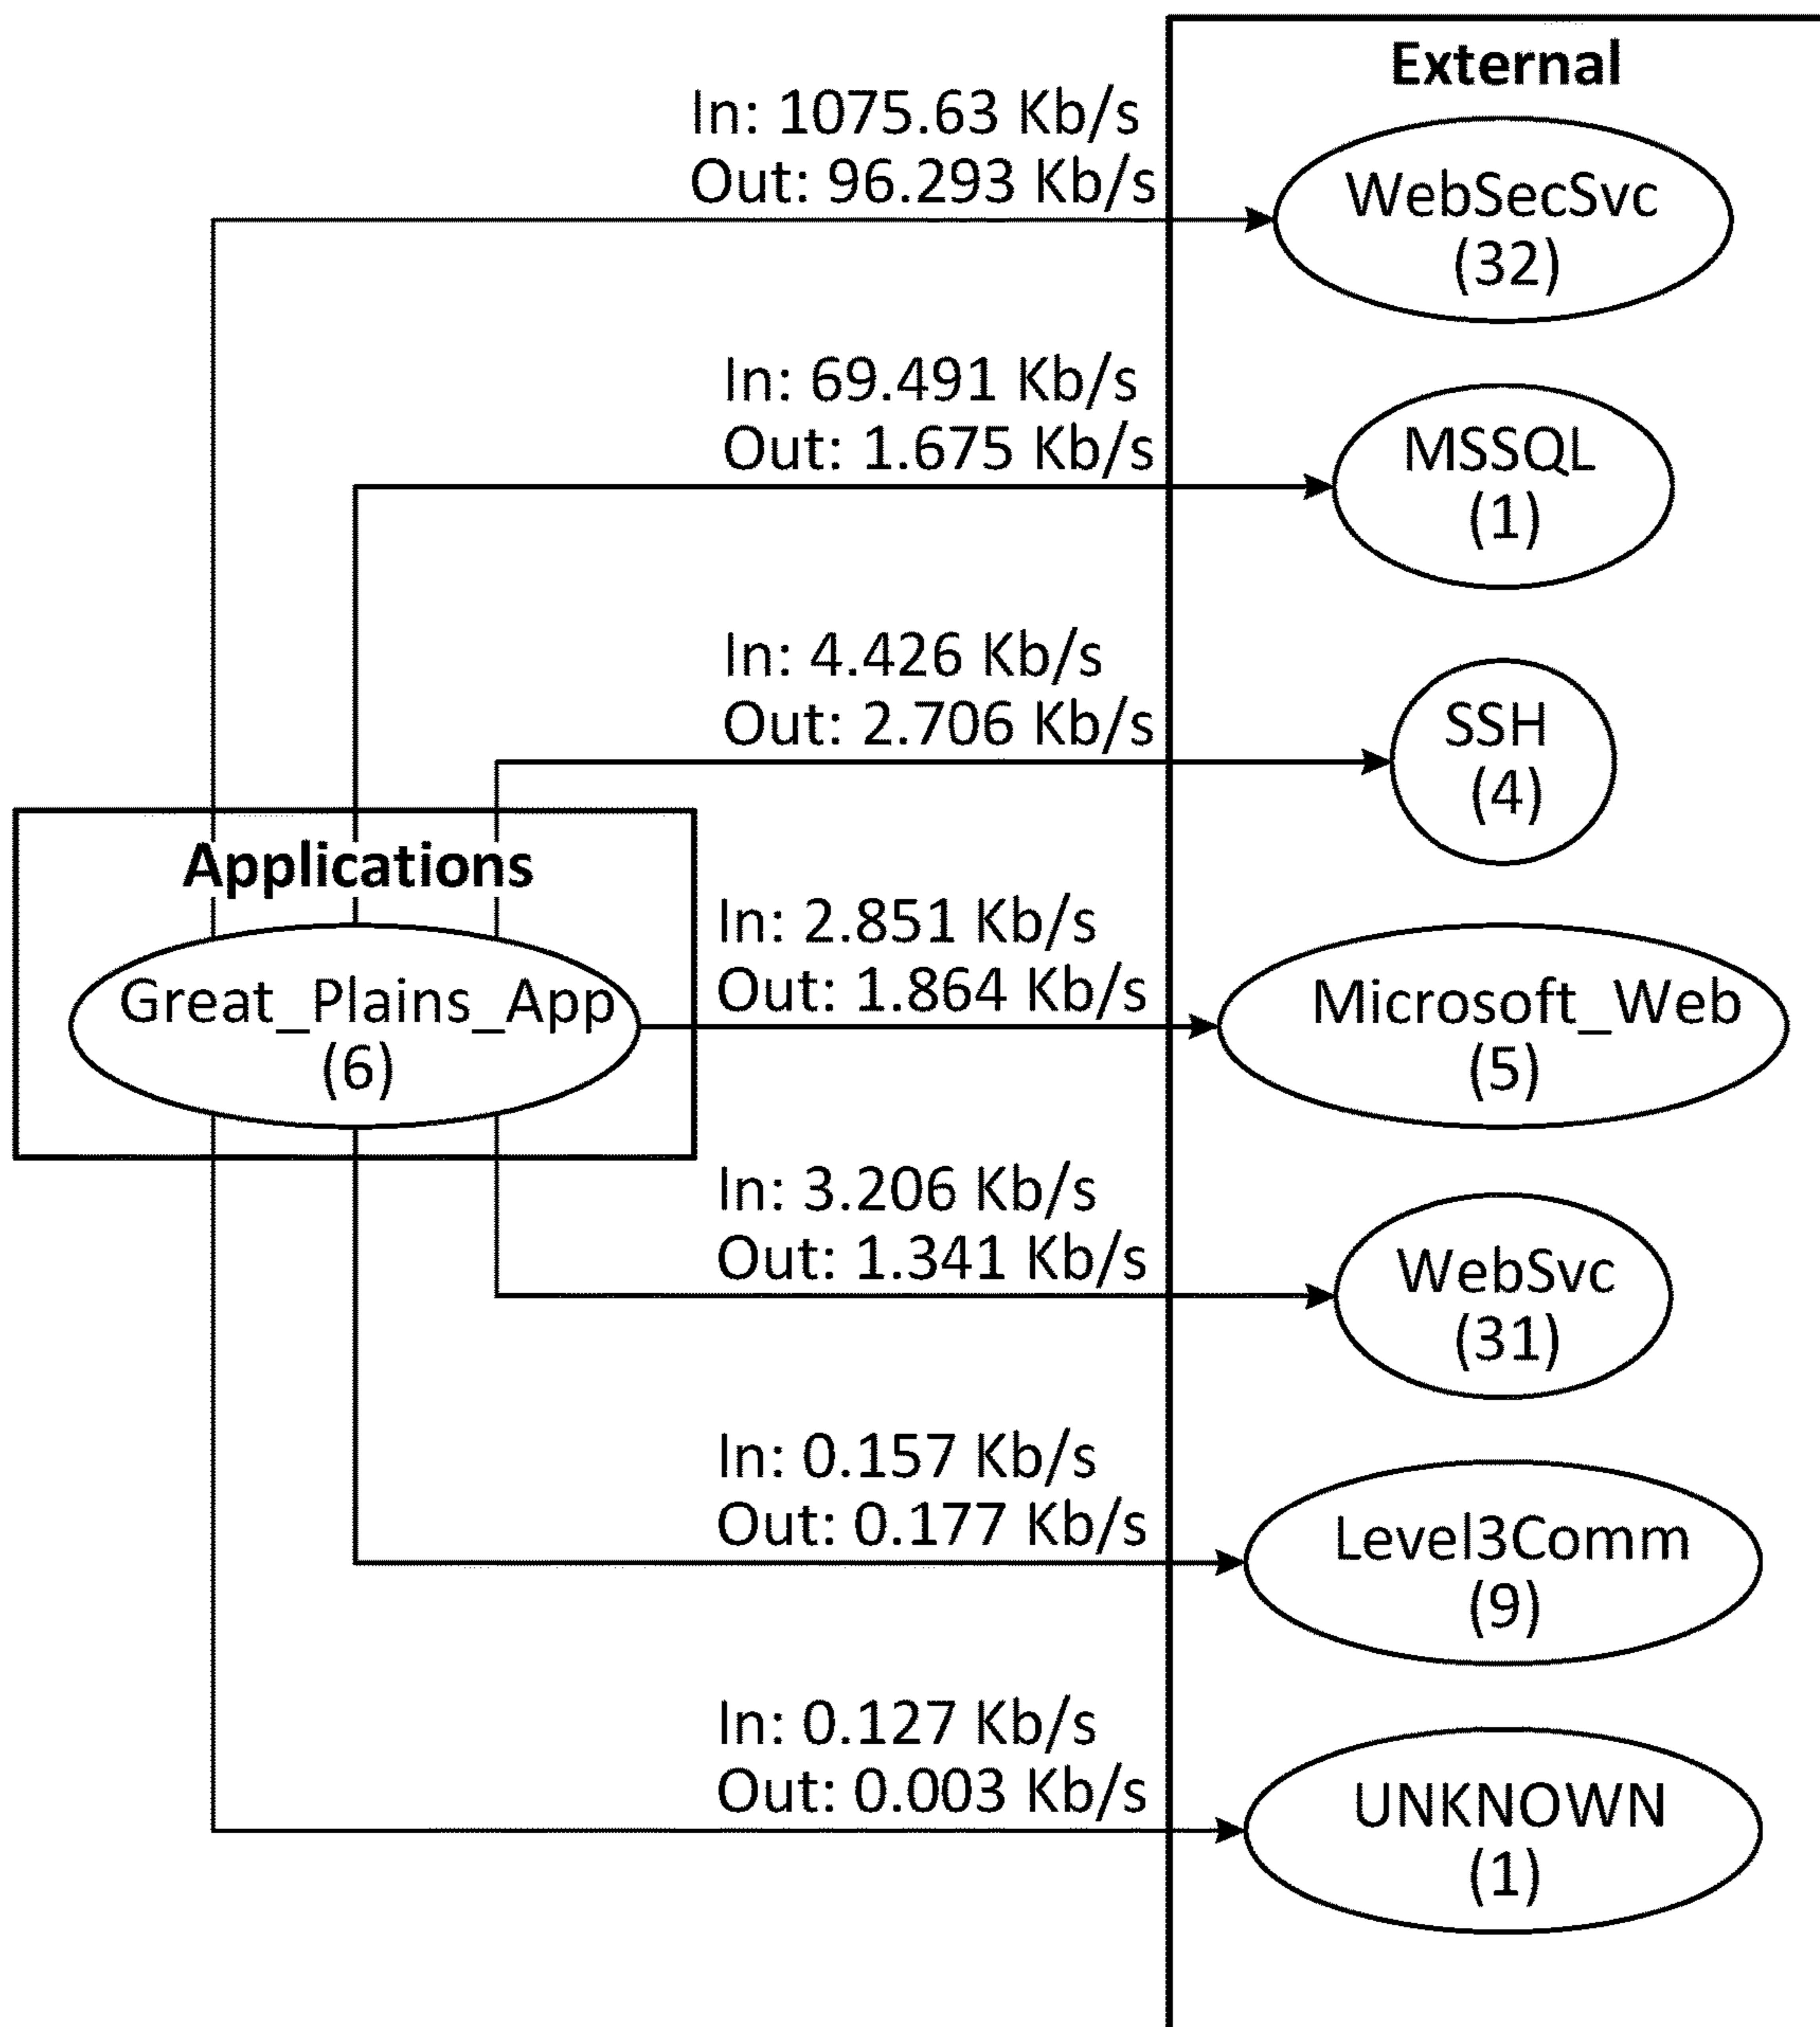 External
In: 1075.63 Kb/s
Out: 96.293 Kb/s
WebSecSvc
(32)
In: 69.491 Kb/s
Out: 1.675 Kb/s
MSSQL
(1)
In: 4.426 Kb/s
Out: 2.706 Kb/s
SSH
(4)
Applications
Great_Plains_App
(6)
In: 2.851 Kb/s
Out: 1.864 Kb/s
Microsoft_Web
(5)
In: 3.206 Kb/s
Out: 1.341 Kb/s
WebSvc
(31)
In: 0.157 Kb/s
Out: 0.177 Kb/s
Level3Comm
(9)
In: 0.127 Kb/s
Out: 0.003 Kb/s
UNKNOWN
(1)